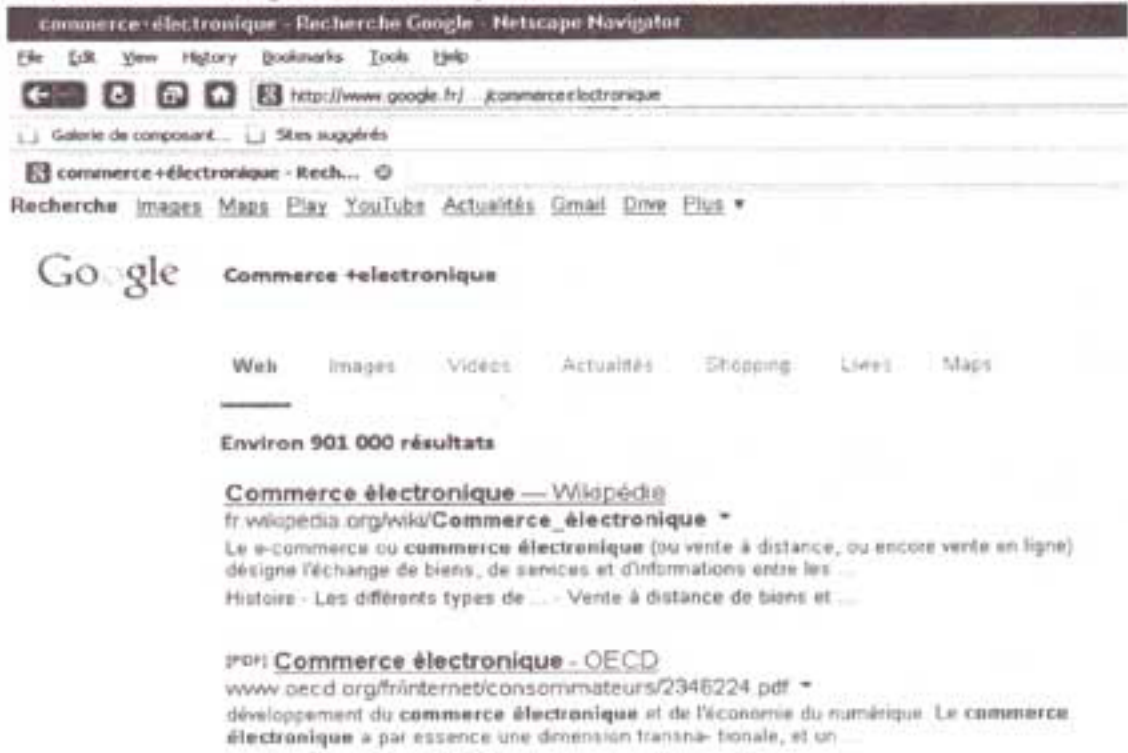 commerce+électronique - Recherche Google - Netscape Navigator
File Edit View History Bookmarks Tools Help
http://www.google.fr/ /commerceelectronique
Galerie de composant... Sites suggérés
commerce+électronique - Rech...
Recherche Images Maps Play YouTube Actualités Gmail Drive Plus
Google Commerce +electronique
Web Images Vidéos Actualités Shopping Livres Maps
Environ 901 000 résultats
Commerce électronique — Wikipédia
fr.wikipedia.org/wiki/Commerce_électronique
Le e-commerce ou commerce électronique (ou vente à distance, ou encore vente en ligne)
désigne l'échange de biens, de services et d'informations entre les ...
Histoire - Les différents types de ... - Vente à distance de biens et ...
[PDF] Commerce électronique - OECD
www.oecd.org/fr/internet/consommateurs/2346224.pdf
développement du commerce électronique et de l'économie du numérique. Le commerce
électronique a par essence une dimension transna- tionale, et un ...